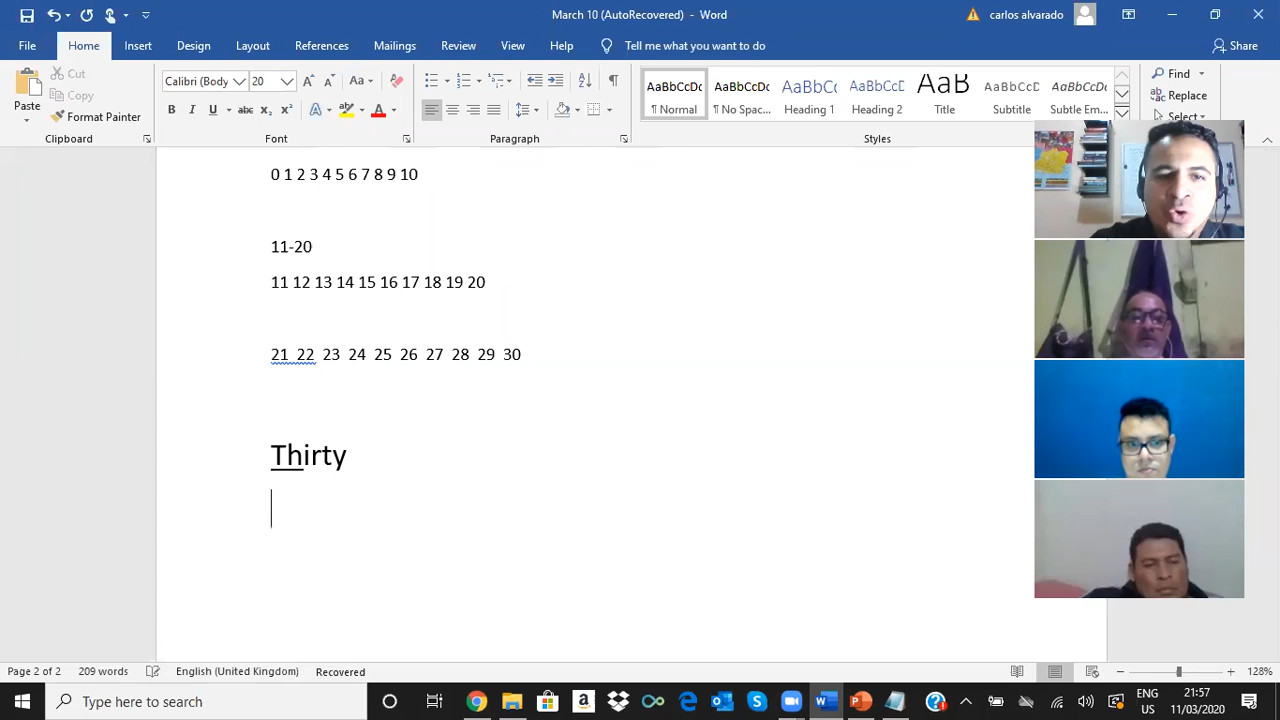 March 10 (AutoRecovered) - Word
carlos alvarado
File Home Insert Design Layout References Mailings Review View Help Tell me what you want to do Share
Paste
Cut
Copy
Format Painter
Clipboard
Calibri (Body 20
Font
Paragraph
AaBbCcDc AaBbCcDc AaBbCc AaBbCcD AaB AaBbCcD AaBbCcDc
¶ Normal ¶ No Spac... Heading 1 Heading 2 Title Subtitle Subtle Em...
Styles
Find
Replace
Select
0 1 2 3 4 5 6 7 8 9 10
11-20
11 12 13 14 15 16 17 18 19 20
21 22 23 24 25 26 27 28 29 30
Thirty
Page 2 of 2 209 words English (United Kingdom) Recovered 128%
Type here to search
ENG
US
21:57
11/03/2020